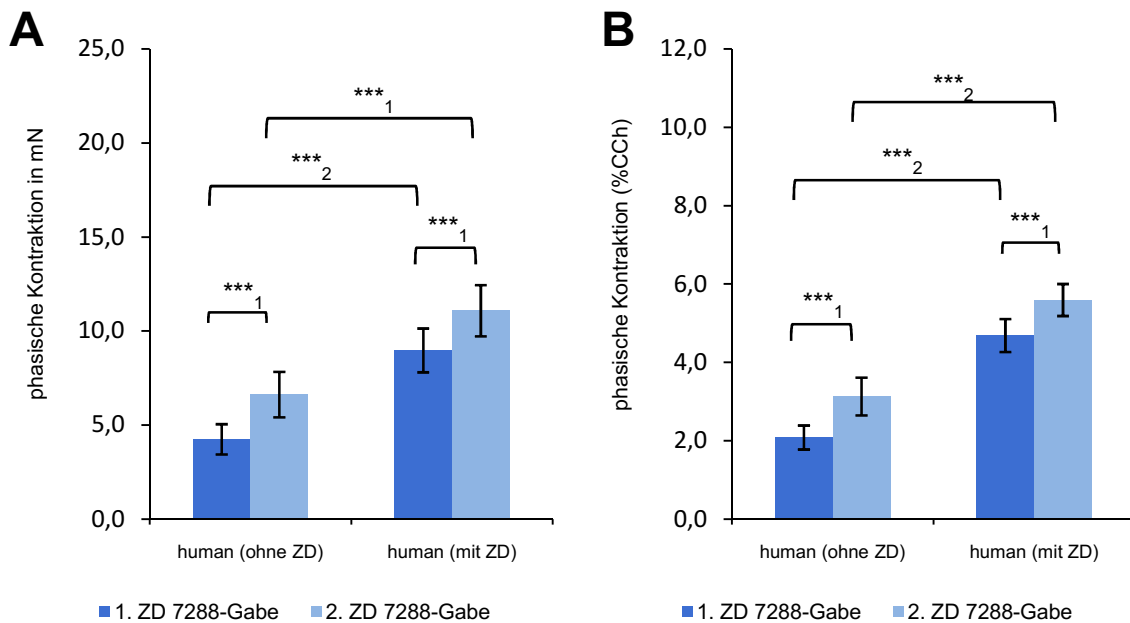 A
phasische Kontraktion in mN
25,0
20,0
15,0
10,0
5,0
0,0
***1
***2
***1
***1
human (ohne ZD)
human (mit ZD)
1. ZD 7288-Gabe
2. ZD 7288-Gabe
B
phasische Kontraktion (%CCh)
12,0
10,0
8,0
6,0
4,0
2,0
0,0
***2
***2
***1
***1
human (ohne ZD)
human (mit ZD)
1. ZD 7288-Gabe
2. ZD 7288-Gabe